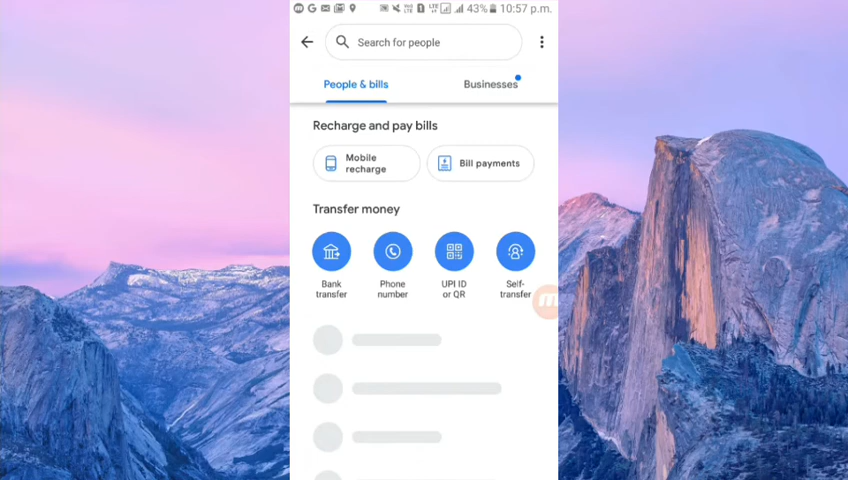 43% 10:57 p.m.
Search for people
People & bills
Businesses
Recharge and pay bills
Mobile
recharge
Bill payments
Transfer money
Bank
transfer
Phone
number
UPI ID
or QR
Self-
transfer